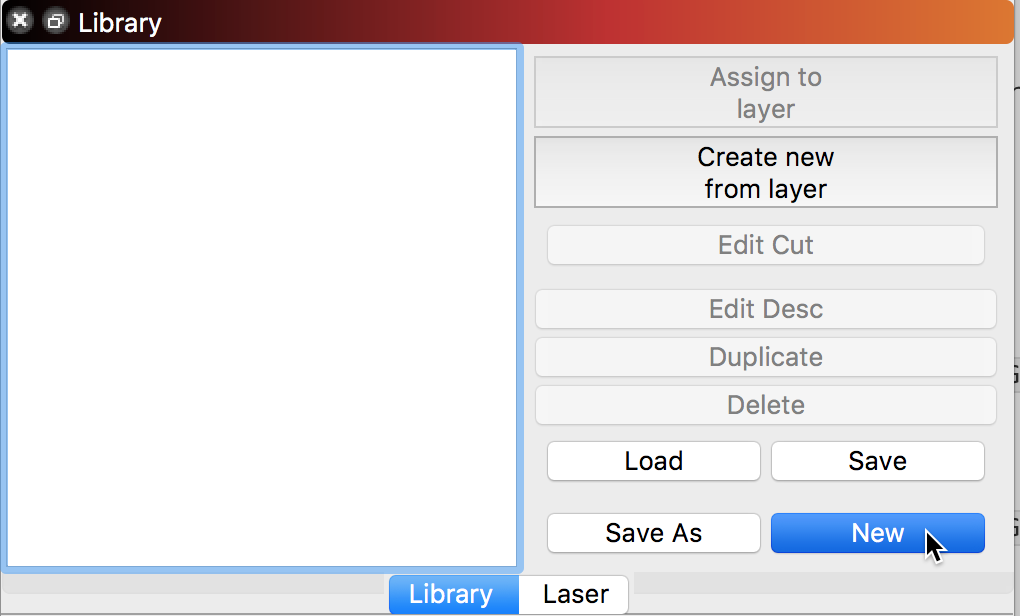 Library
Assign to
layer
Create new
from layer
Edit Cut
Edit Desc
Duplicate
Delete
Load Save
Save As New
Library Laser